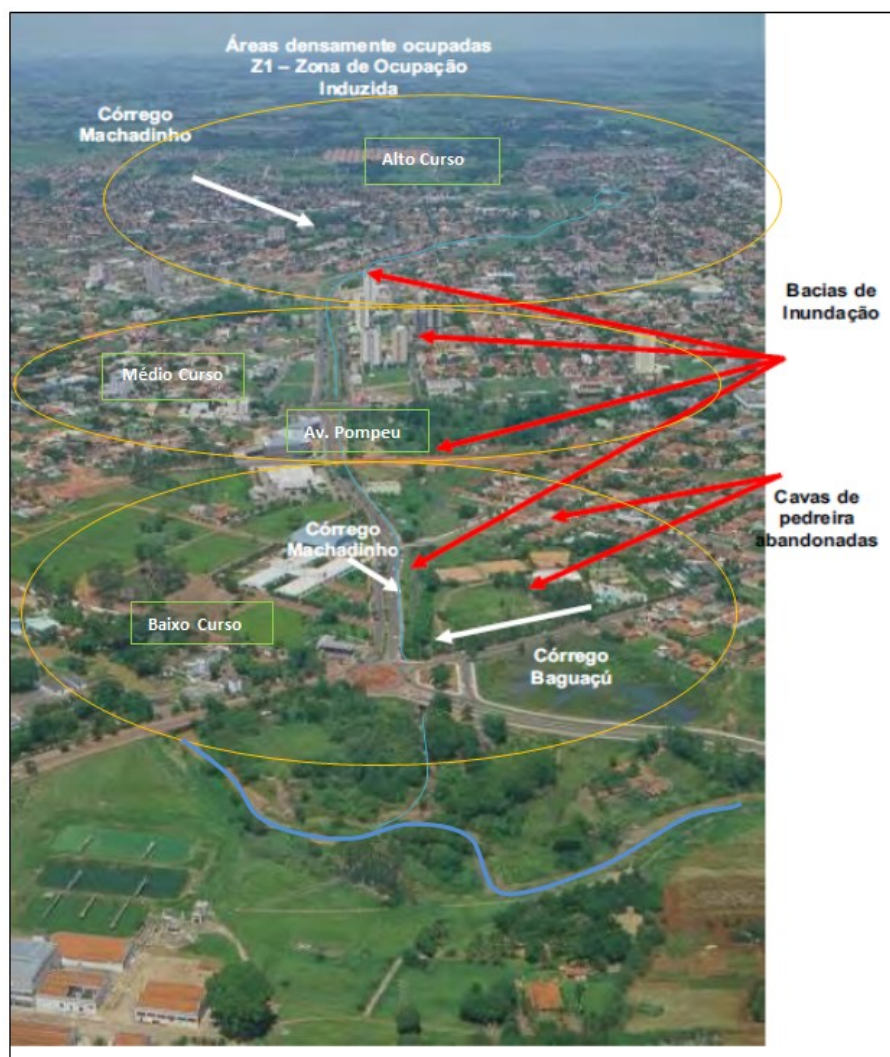 Áreas densamente ocupadas
Z1 – Zona de Ocupação
Induzida
Córrego
Machadinho
Alto Curso
Bacias de
Inundação
Médio Curso
Av. Pompeu
Cavas de
pedreira
abandonadas
Córrego
Machadinho
Baixo Curso
Córrego
Baguaçú